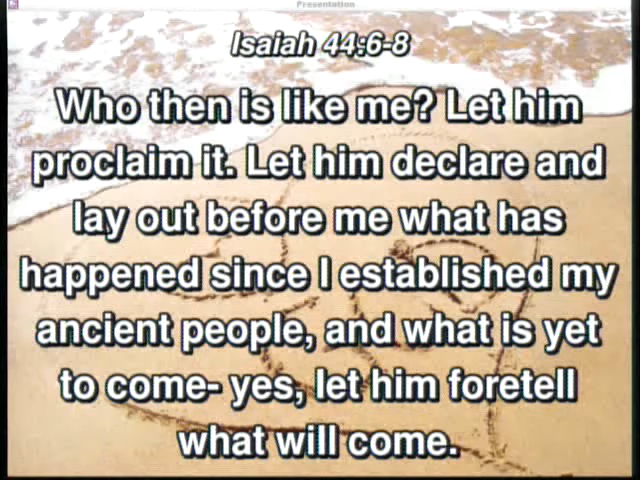 Presentation
Isaiah 44:6-8
Who then is like me? Let him
proclaim it. Let him declare and
lay out before me what has
happened since I established my
ancient people, and what is yet
to come- yes, let him foretell
what will come.